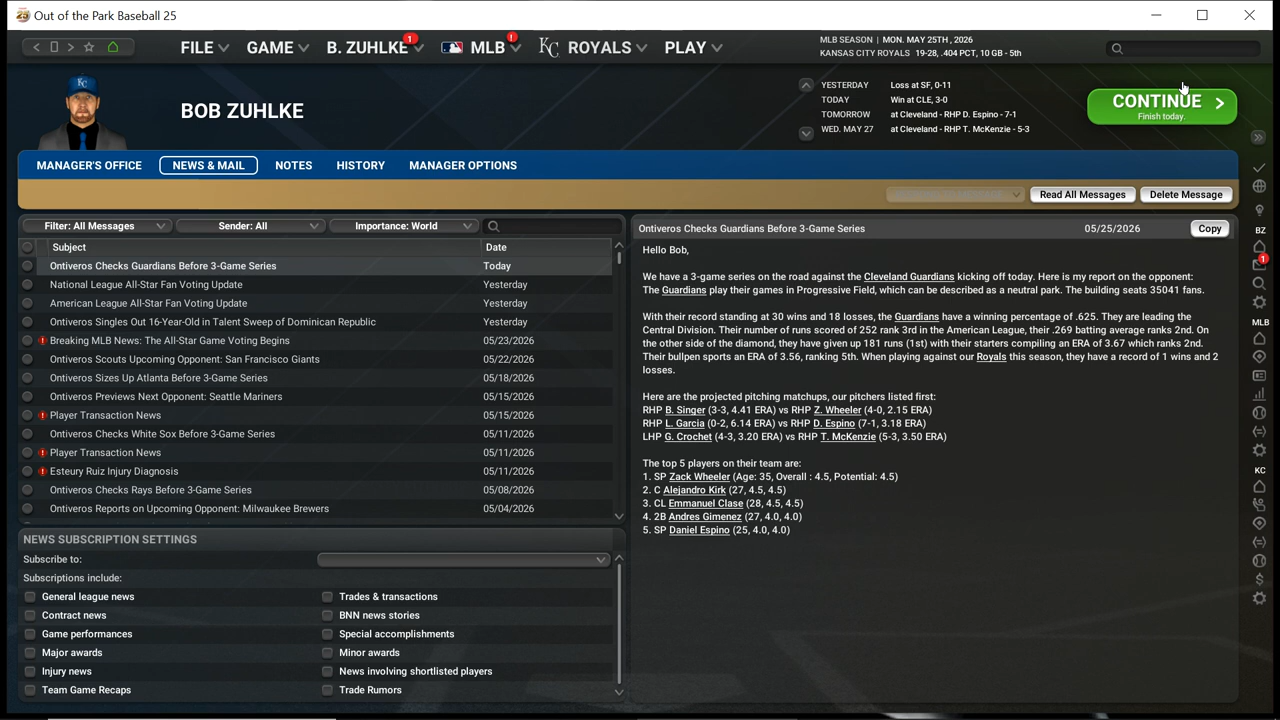 Out of the Park Baseball 25
FILE GAME B. ZUHLKE 1 MLB ! ROYALS PLAY
MLB SEASON | MON. MAY 25TH , 2026
KANSAS CITY ROYALS 19-28, .404 PCT, 10 GB - 5th
BOB ZUHLKE
YESTERDAY Loss at SF, 0-11
TODAY Win at CLE, 3-0
TOMORROW at Cleveland - RHP D. Espino - 7-1
WED. MAY 27 at Cleveland - RHP T. McKenzie - 5-3
CONTINUE
Finish today.
MANAGER'S OFFICE NEWS & MAIL NOTES HISTORY MANAGER OPTIONS
Read All Messages Delete Message
Filter: All Messages Sender: All Importance: World
Subject Date
Ontiveros Checks Guardians Before 3-Game Series Today
National League All-Star Fan Voting Update Yesterday
American League All-Star Fan Voting Update Yesterday
Ontiveros Singles Out 16-Year-Old in Talent Sweep of Dominican Republic Yesterday
! Breaking MLB News: The All-Star Game Voting Begins 05/23/2026
Ontiveros Scouts Upcoming Opponent: San Francisco Giants 05/22/2026
Ontiveros Sizes Up Atlanta Before 3-Game Series 05/18/2026
Ontiveros Previews Next Opponent: Seattle Mariners 05/15/2026
! Player Transaction News 05/15/2026
Ontiveros Checks White Sox Before 3-Game Series 05/11/2026
! Player Transaction News 05/11/2026
! Esteury Ruiz Injury Diagnosis 05/11/2026
Ontiveros Checks Rays Before 3-Game Series 05/08/2026
Ontiveros Reports on Upcoming Opponent: Milwaukee Brewers 05/04/2026
NEWS SUBSCRIPTION SETTINGS
Subscribe to:
Subscriptions include:
General league news Trades & transactions
Contract news BNN news stories
Game performances Special accomplishments
Major awards Minor awards
Injury news News involving shortlisted players
Team Game Recaps Trade Rumors
Ontiveros Checks Guardians Before 3-Game Series 05/25/2026 Copy
Hello Bob,
We have a 3-game series on the road against the Cleveland Guardians kicking off today. Here is my report on the opponent:
The Guardians play their games in Progressive Field, which can be described as a neutral park. The building seats 35041 fans.
With their record standing at 30 wins and 18 losses, the Guardians have a winning percentage of .625. They are leading the
Central Division. Their number of runs scored of 252 rank 3rd in the American League, their .269 batting average ranks 2nd. On
the other side of the diamond, they have given up 181 runs (1st) with their starters compiling an ERA of 3.67 which ranks 2nd.
Their bullpen sports an ERA of 3.56, ranking 5th. When playing against our Royals this season, they have a record of 1 wins and 2
losses.
Here are the projected pitching matchups, our pitchers listed first:
RHP B. Singer (3-3, 4.41 ERA) vs RHP Z. Wheeler (4-0, 2.15 ERA)
RHP L. Garcia (0-2, 6.14 ERA) vs RHP D. Espino (7-1, 3.18 ERA)
LHP G. Crochet (4-3, 3.20 ERA) vs RHP T. McKenzie (5-3, 3.50 ERA)
The top 5 players on their team are:
1. SP Zack Wheeler (Age: 35, Overall : 4.5, Potential: 4.5)
2. C Alejandro Kirk (27, 4.5, 4.5)
3. CL Emmanuel Clase (28, 4.5, 4.5)
4. 2B Andres Gimenez (27, 4.0, 4.0)
5. SP Daniel Espino (25, 4.0, 4.0)
BZ
1
MLB
KC